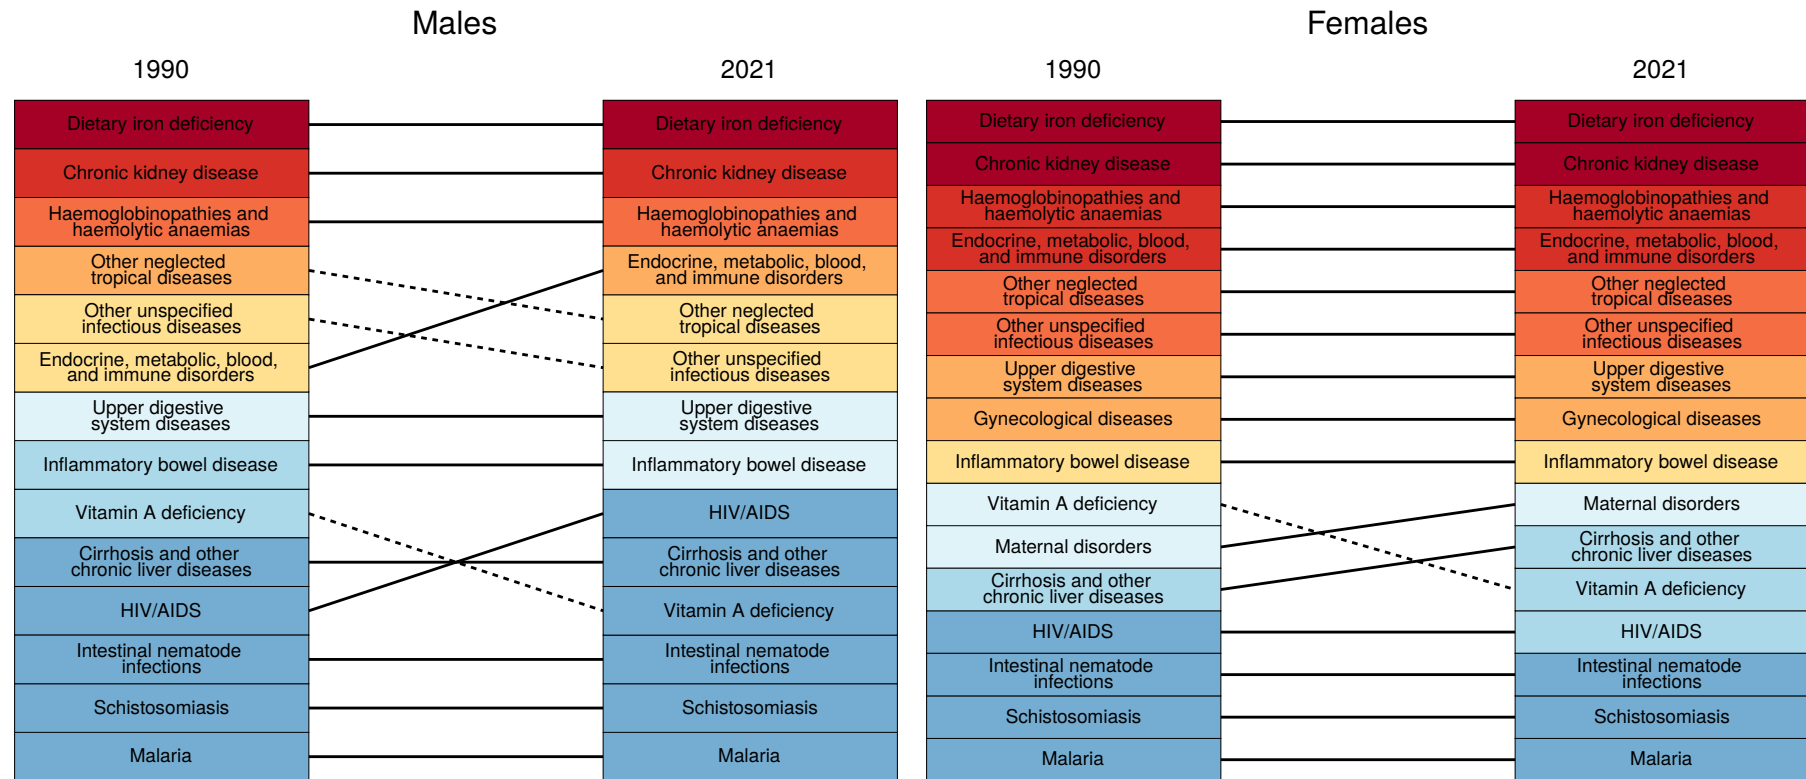 Males
1990
2021
Dietary iron deficiency
Chronic kidney disease
Haemoglobinopathies and
haemolytic anaemias
Other neglected
tropical diseases
Other unspecified
infectious diseases
Endocrine, metabolic, blood,
and immune disorders
Upper digestive
system diseases
Inflammatory bowel disease
Vitamin A deficiency
Cirrhosis and other
chronic liver diseases
HIV/AIDS
Intestinal nematode
infections
Schistosomiasis
Malaria
Dietary iron deficiency
Chronic kidney disease
Haemoglobinopathies and
haemolytic anaemias
Endocrine, metabolic, blood,
and immune disorders
Other neglected
tropical diseases
Other unspecified
infectious diseases
Upper digestive
system diseases
Inflammatory bowel disease
HIV/AIDS
Cirrhosis and other
chronic liver diseases
Vitamin A deficiency
Intestinal nematode
infections
Schistosomiasis
Malaria
Females
1990
2021
Dietary iron deficiency
Chronic kidney disease
Haemoglobinopathies and
haemolytic anaemias
Endocrine, metabolic, blood,
and immune disorders
Other neglected
tropical diseases
Other unspecified
infectious diseases
Upper digestive
system diseases
Gynecological diseases
Inflammatory bowel disease
Vitamin A deficiency
Maternal disorders
Cirrhosis and other
chronic liver diseases
HIV/AIDS
Intestinal nematode
infections
Schistosomiasis
Malaria
Dietary iron deficiency
Chronic kidney disease
Haemoglobinopathies and
haemolytic anaemias
Endocrine, metabolic, blood,
and immune disorders
Other neglected
tropical diseases
Other unspecified
infectious diseases
Upper digestive
system diseases
Gynecological diseases
Inflammatory bowel disease
Maternal disorders
Cirrhosis and other
chronic liver diseases
Vitamin A deficiency
HIV/AIDS
Intestinal nematode
infections
Schistosomiasis
Malaria